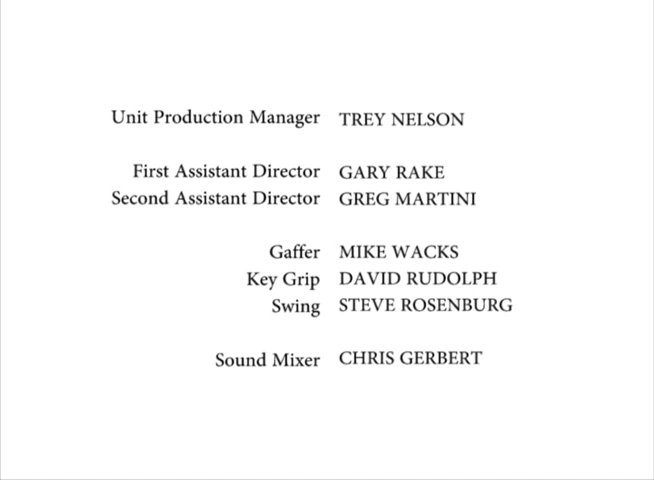 Unit Production Manager TREY NELSON
First Assistant Director GARY RAKE
Second Assistant Director GREG MARTINI
Gaffer MIKE WACKS
Key Grip DAVID RUDOLPH
Swing STEVE ROSENBURG
Sound Mixer CHRIS GERBERT